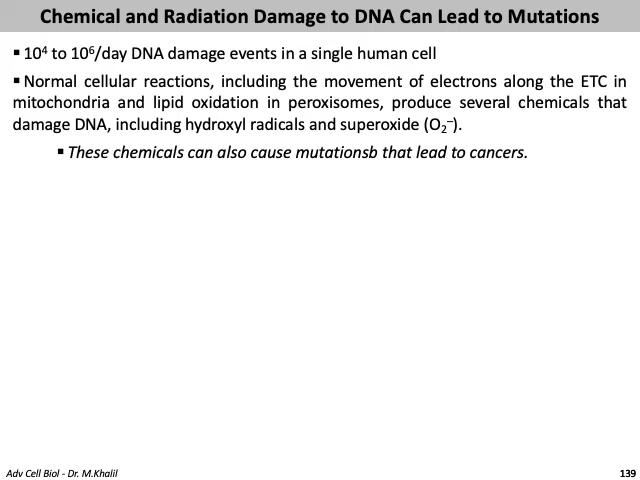 Chemical and Radiation Damage to DNA Can Lead to Mutations
▪ 10⁴ to 10⁶/day DNA damage events in a single human cell
▪ Normal cellular reactions, including the movement of electrons along the ETC in
mitochondria and lipid oxidation in peroxisomes, produce several chemicals that
damage DNA, including hydroxyl radicals and superoxide (O₂⁻).
▪ These chemicals can also cause mutationsb that lead to cancers.
Adv Cell Biol - Dr. M.Khalil
139